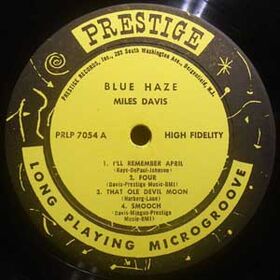 PRESTIGE
PRESTIGE RECORDS, Inc., 203 South Washington Ave., Bergenfield, N.J.
BLUE HAZE
MILES DAVIS
PRLP 7054 A HIGH FIDELITY
1. I'LL REMEMBER APRIL
(Raye-DePaul-Johnson)
2. FOUR
(Davis-Prestige Music-BMI)
3. THAT OLE DEVIL MOON
(Harburg-Lane)
4. SMOOCH
(Davis-Mingus-Prestige
Music-BMI)
LONG PLAYING MICROGROOVE